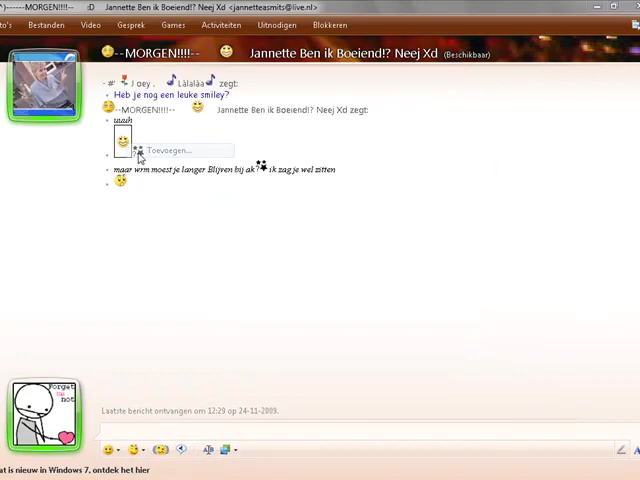 )------MORGEN!!!!-- :D Jannette Ben ik Boeiend!? Neej Xd <jannetteasmits@live.nl>
to's Bestanden Video Gesprek Games Activiteiten Uitnodigen Blokkeren
--MORGEN!!!!-- Jannette Ben ik Boeiend!? Neej Xd (Beschikbaar)
- #' J oey . Làlalàa zegt:
Heb je nog een leuke smiley?
--MORGEN!!!!-- Jannette Ben ik Boeiend!? Neej Xd zegt:
Toevoegen...
maar wrm moest je langer Blijven bij ak ? ik zag je wel zitten
Forget
me
not
Laatste bericht ontvangen om 12:29 op 24-11-2009.
at is nieuw in Windows 7, ontdek het hier